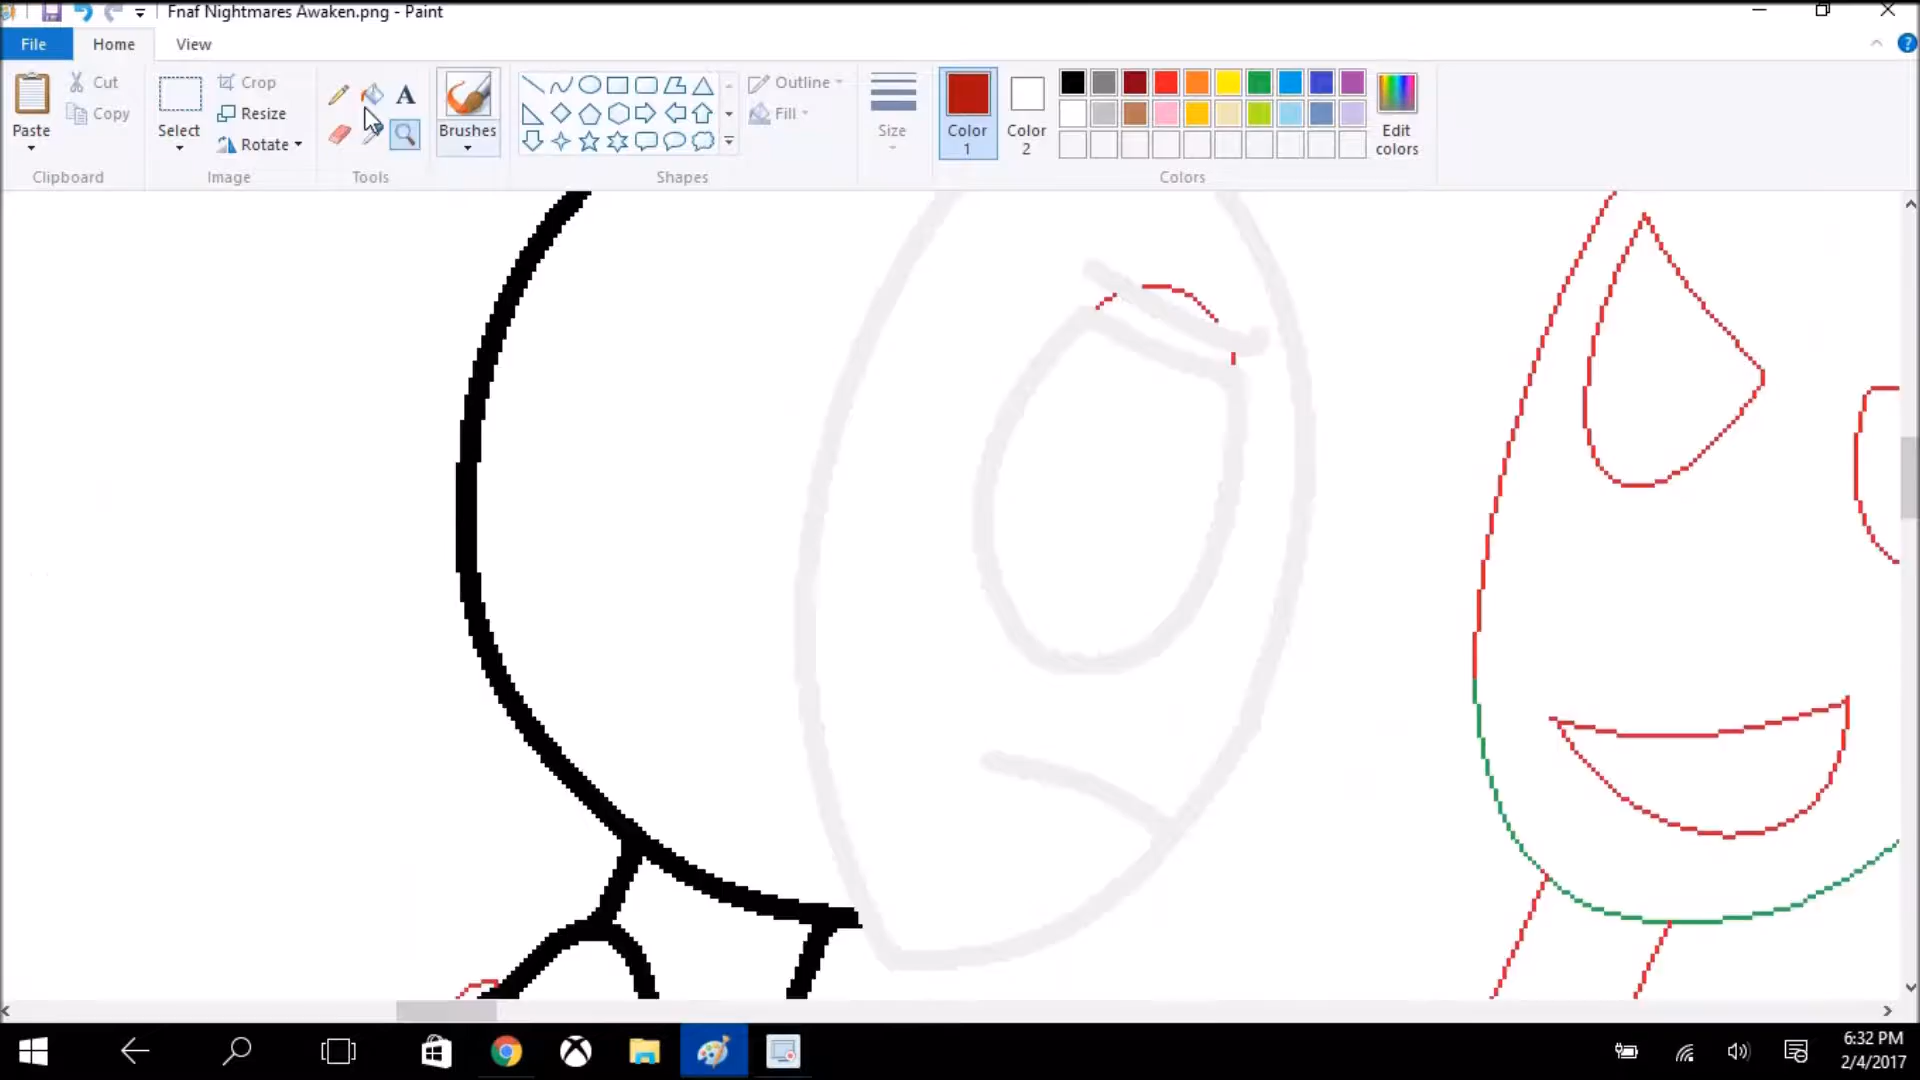 Fnaf Nightmares Awaken.png - Paint
File
Home
View
Paste
Cut
Copy
Clipboard
Select
Crop
Resize
Rotate
Image
A
Tools
Brushes
Shapes
Outline
Fill
Size
Color
1
Color
2
Edit
colors
Colors
6:32 PM
2/4/2017